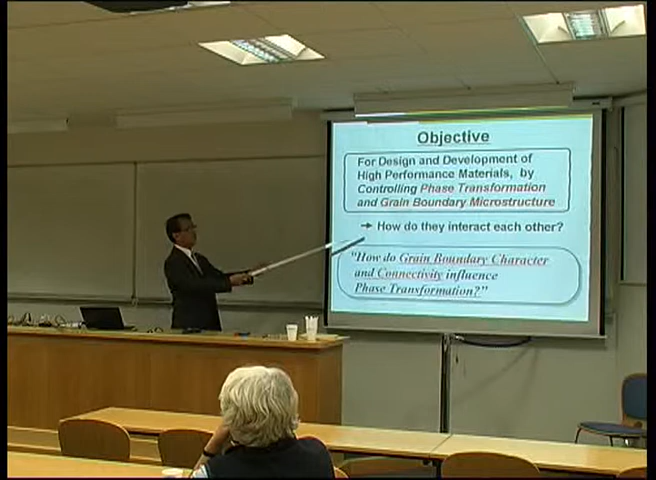 Objective
For Design and Development of
High Performance Materials, by
Controlling Phase Transformation
and Grain Boundary Microstructure
→ How do they interact each other?
"How do Grain Boundary Character
and Connectivity influence
Phase Transformation?"